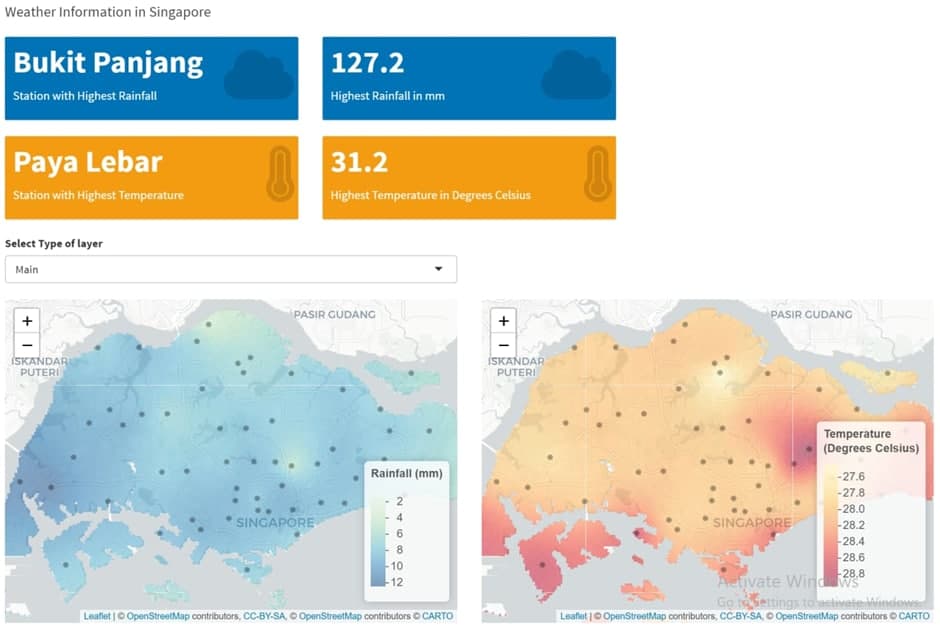 Weather Information in Singapore
Bukit Panjang
Station with Highest Rainfall
127.2
Highest Rainfall in mm
Paya Lebar
Station with Highest Temperature
31.2
Highest Temperature in Degrees Celsius
Select Type of layer
Main
+
−
PASIR GUDANG
ISKANDAR
PUTERI
SINGAPORE
Rainfall (mm)
2
4
6
8
10
12
Leaflet | © OpenStreetMap contributors, CC-BY-SA, © OpenStreetMap contributors © CARTO
+
−
PASIR GUDANG
ISKANDAR
PUTERI
SINGAPORE
Temperature
(Degrees Celsius)
27.6
27.8
28.0
28.2
28.4
28.6
28.8
Activate Windows
Go to Settings to activate Windows.
Leaflet | © OpenStreetMap contributors, CC-BY-SA, © OpenStreetMap contributors © CARTO